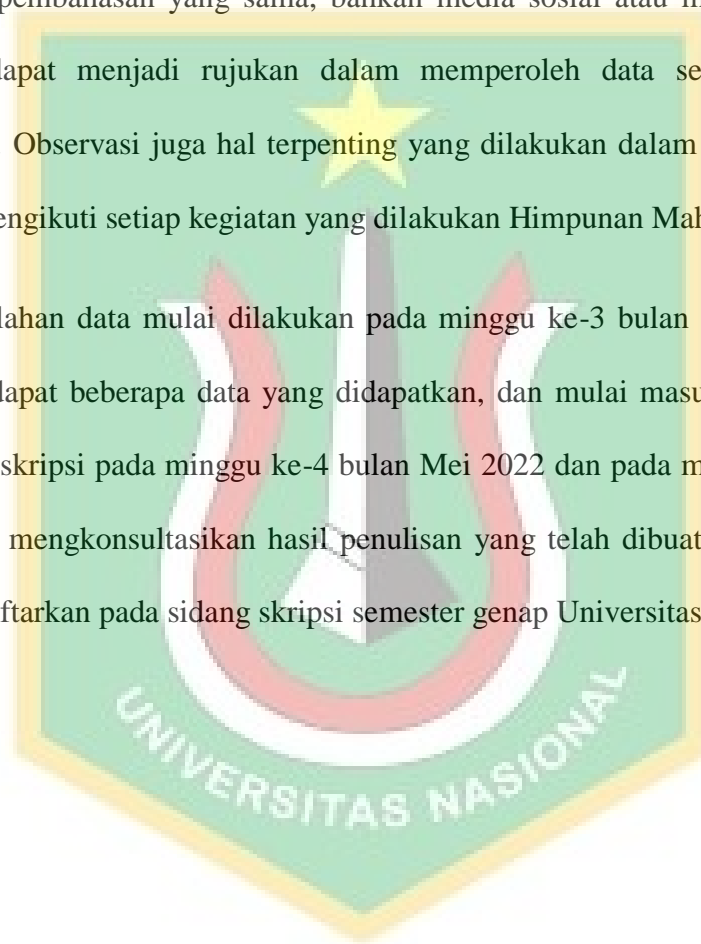 pembahasan yang sama, bahkan media sosial atau
dapat menjadi rujukan dalam memperoleh data
Observasi juga hal terpenting yang dilakukan dalam
engikuti setiap kegiatan yang dilakukan Himpunan Mah
lahan data mulai dilakukan pada minggu ke-3 bulan
dapat beberapa data yang didapatkan, dan mulai masu
skripsi pada minggu ke-4 bulan Mei 2022 dan pada m
mengkonsultasikan hasil penulisan yang telah dibuat
ftarkan pada sidang skripsi semester genap Universitas
UNIVERSITAS NASIONAL